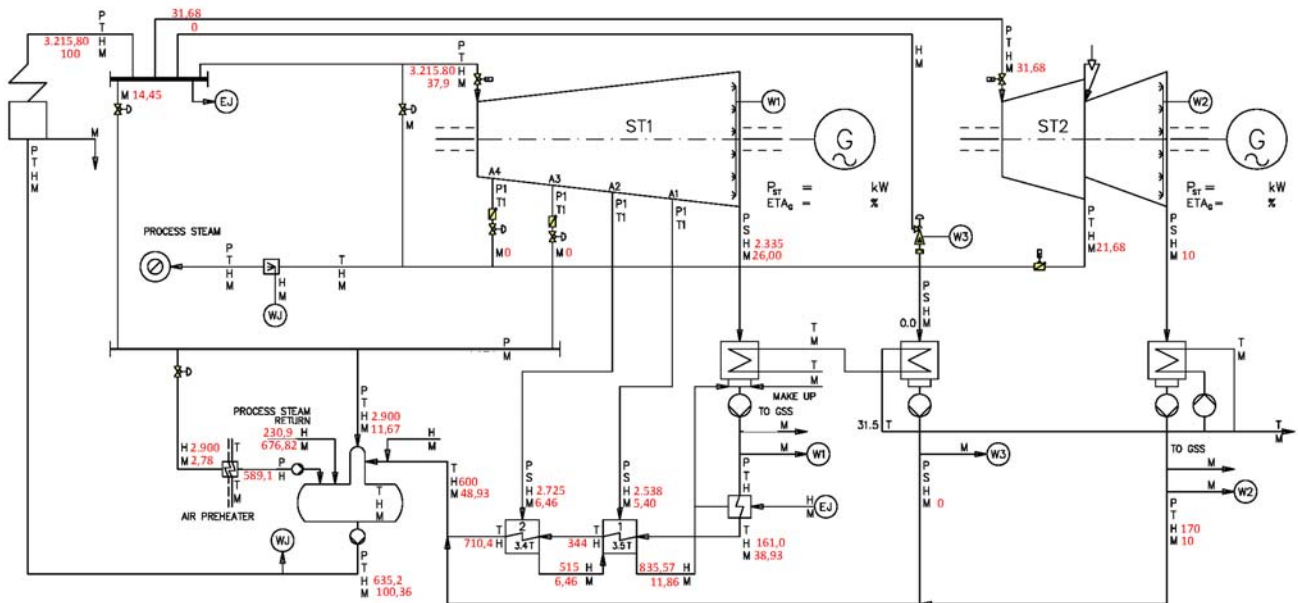 31,68
0
P
T
H
M
3.215,80
100
P
T
H
M
P
T
H
M
3.215.80
37,9
H
M
P
T
H
M 31,68
M 14,45
EJ
M
M
W1
W2
ST1
G
ST2
G
P
T
H
M
A4
A3
A2
A1
P1
T1
P1
T1
P1
T1
P1
T1
P_ST = kW
ETA_G = %
P_ST = kW
ETA_G = %
PROCESS STEAM
P
T
H
M
T
H
M
H
M
WJ
M 0
M 0
P
S
H 2.335
M 26,00
W3
P
T
H
M 21,68
P
S
H
M 10
P
S
H
M
0.0
P
M
T
M
T
M
T
M
MAKE UP
TO GSS
M
M
W1
31.5 T
M
W3
T
M
TO GSS
M
M
W2
PROCESS STEAM
RETURN
230,9 H
676,82 M
P
T
H 2.900
M 11,67
H
M
H 2.900
M 2,78
T
589,1
P
H
T
M
AIR PREHEATER
T
H
M
T
H 600
M 48,93
P
S
H 2.725
M 6,46
P
S
H 2.538
M 5,40
P
T
H
H
M
EJ
P
S
H
M 0
P
T
H 170
M 10
WJ
T
710,4 H
2
3.4T
T
344 H
1
3.5T
T
H 161,0
M 38,93
515 H
6,46 M
835,57 H
11,86 M
P
T
H 635,2
M 100,36